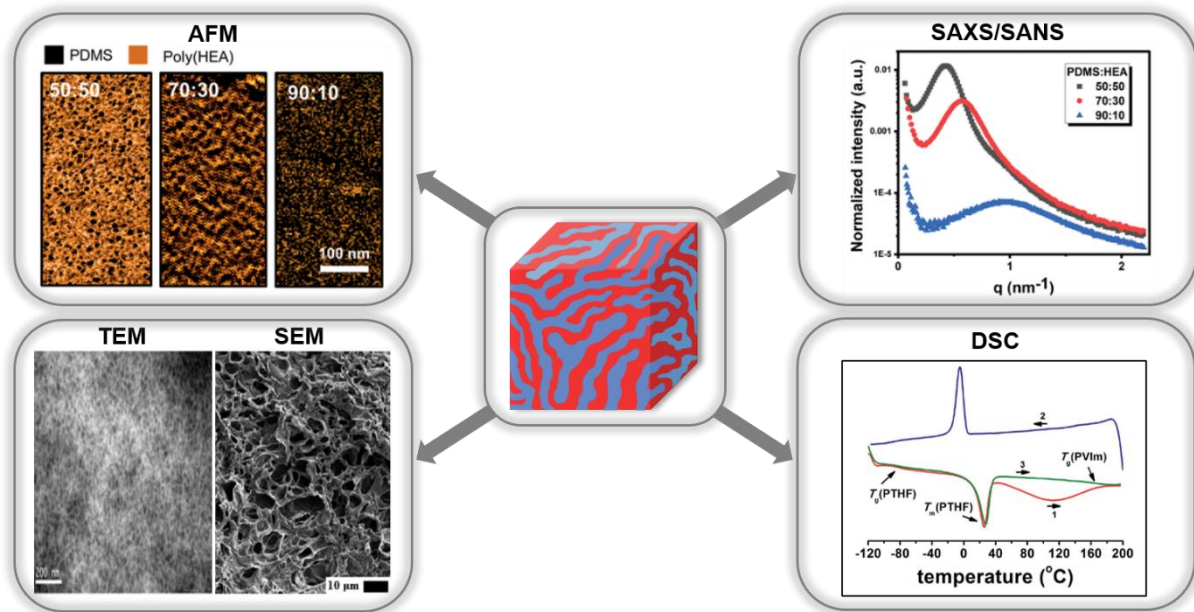 AFM
PDMS Poly(HEA)
50:50 70:30 90:10
100 nm
SAXS/SANS
Normalized intensity (a.u.)
0.01
0.001
1E-4
1E-5
PDMS:HEA
50:50
70:30
90:10
0 1 2
q (nm-1)
TEM SEM
200 nm
10 µm
DSC
2
3
Tg(PVIm)
Tg(PTHF)
Tm(PTHF)
1
-120 -80 -40 0 40 80 120 160 200
temperature (oC)